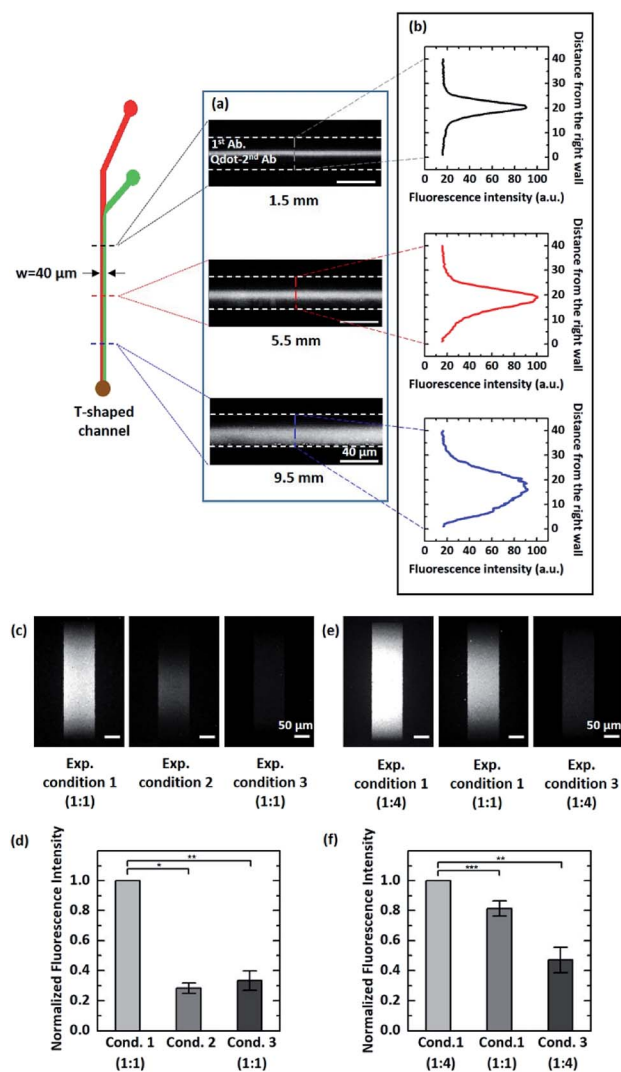 (a)
(b)
1st Ab.
Qdot-2nd Ab
1.5 mm
w=40 µm
5.5 mm
40 µm
9.5 mm
T-shaped
channel
Distance from the right wall
40
30
20
10
0
0 20 40 60 80 100
Fluorescence intensity (a.u.)
Distance from the right wall
40
30
20
10
0
0 20 40 60 80 100
Fluorescence intensity (a.u.)
Distance from the right wall
40
30
20
10
0
0 20 40 60 80 100
Fluorescence intensity (a.u.)
(c)
50 µm
Exp.
condition 1
(1:1)
Exp.
condition 2
Exp.
condition 3
(1:1)
(e)
50 µm
Exp.
condition 1
(1:4)
Exp.
condition 1
(1:1)
Exp.
condition 3
(1:4)
(d)
Normalized Fluorescence Intensity
**
*
1.0
0.8
0.6
0.4
0.2
0.0
Cond. 1
(1:1)
Cond. 2
Cond. 3
(1:1)
(f)
Normalized Fluorescence Intensity
**
***
1.0
0.8
0.6
0.4
0.2
0.0
Cond.1
(1:4)
Cond.1
(1:1)
Cond. 3
(1:4)